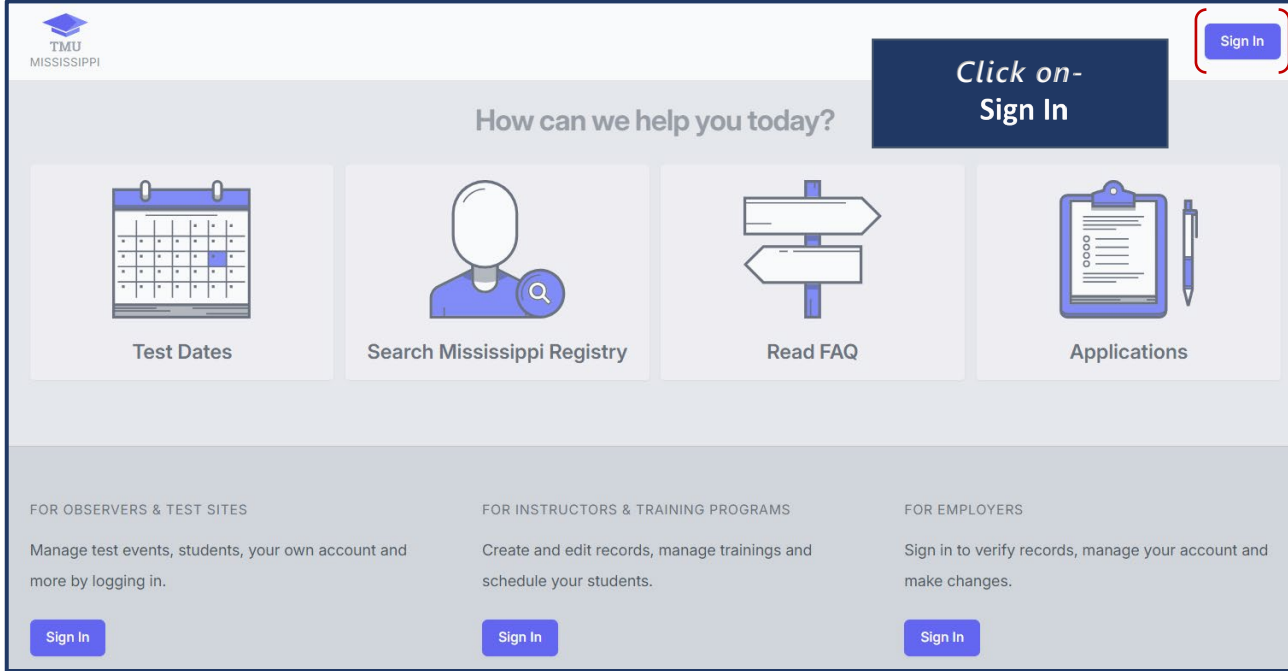 TMU
MISSISSIPPI
Sign In
Click on-
Sign In
How can we help you today?
Test Dates
Search Mississippi Registry
Read FAQ
Applications
FOR OBSERVERS & TEST SITES
Manage test events, students, your own account and
more by logging in.
Sign In
FOR INSTRUCTORS & TRAINING PROGRAMS
Create and edit records, manage trainings and
schedule your students.
Sign In
FOR EMPLOYERS
Sign in to verify records, manage your account and
make changes.
Sign In